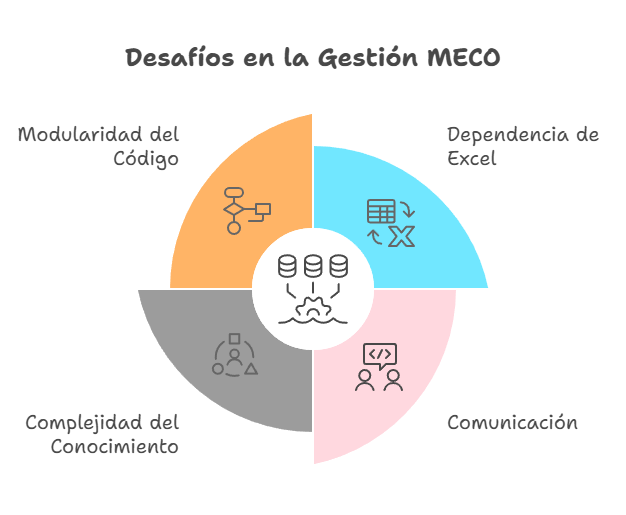 Desafíos en la Gestión MECO
Modularidad del
Código
Dependencia de
Excel
Complejidad del
Conocimiento
Comunicación